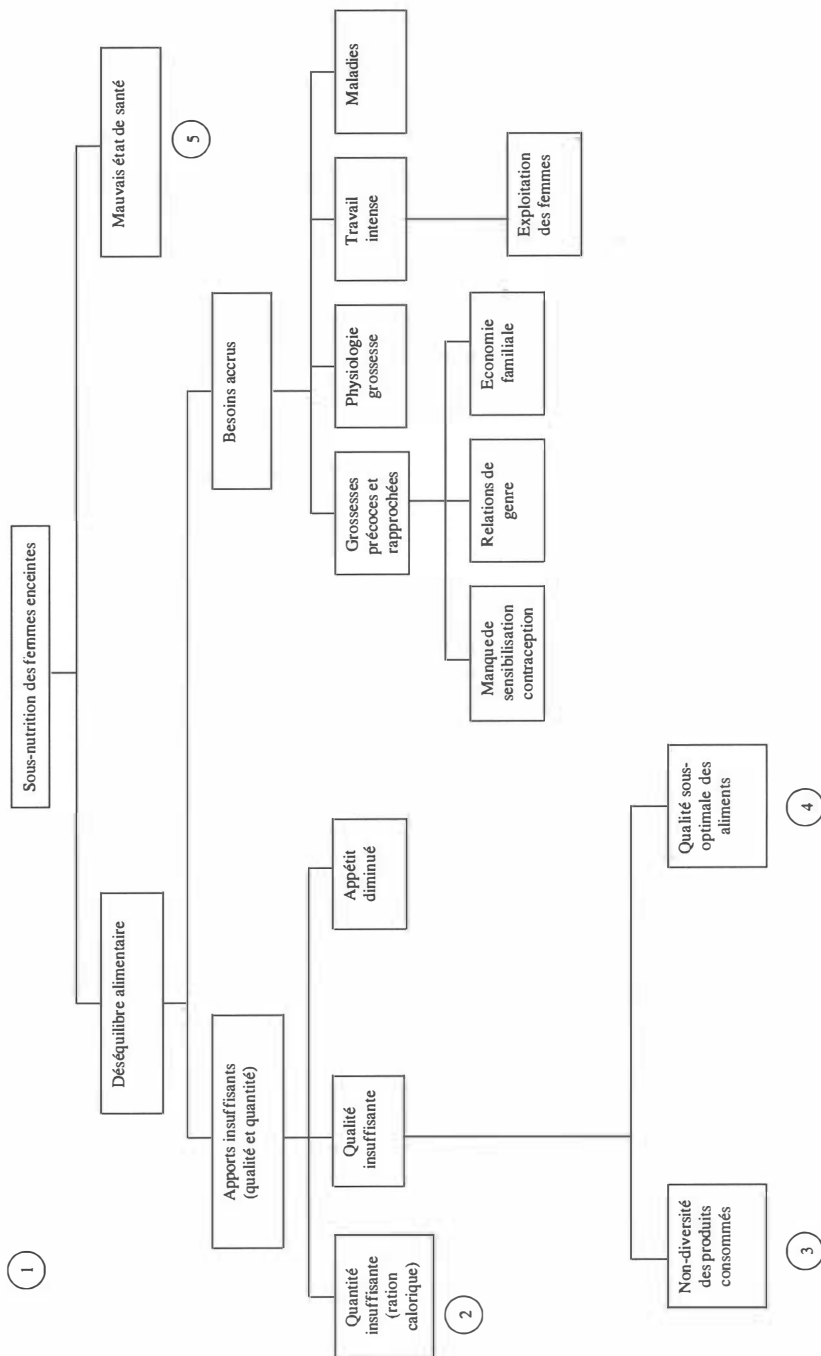 1
Sous-nutrition des femmes enceintes
Déséquilibre alimentaire
Mauvais état de santé
5
Apports insuffisants
(qualité et quantité)
Besoins accrus
Quantité
insuffisante
(ration
calorique)
2
Qualité
insuffisante
Appétit
diminué
Grossesses
précoces et
rapprochées
Physiologie
grossesse
Travail
intense
Maladies
Manque de
sensibilisation
contraception
Relations de
genre
Economie
familiale
Exploitation
des femmes
Non-diversité
des produits
consommés
3
Qualité sous-
optimale des
aliments
4